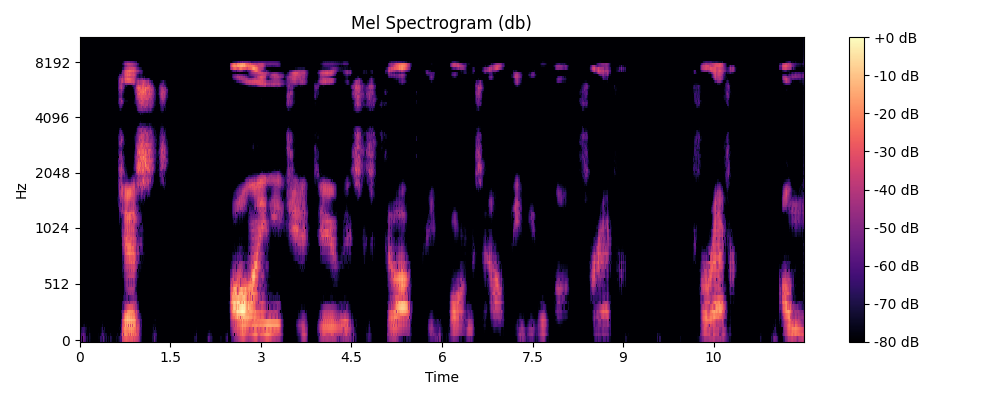 Mel Spectrogram (db)
8192
4096
2048
1024
512
0
Hz
0 1.5 3 4.5 6 7.5 9 10
Time
+0 dB
-10 dB
-20 dB
-30 dB
-40 dB
-50 dB
-60 dB
-70 dB
-80 dB